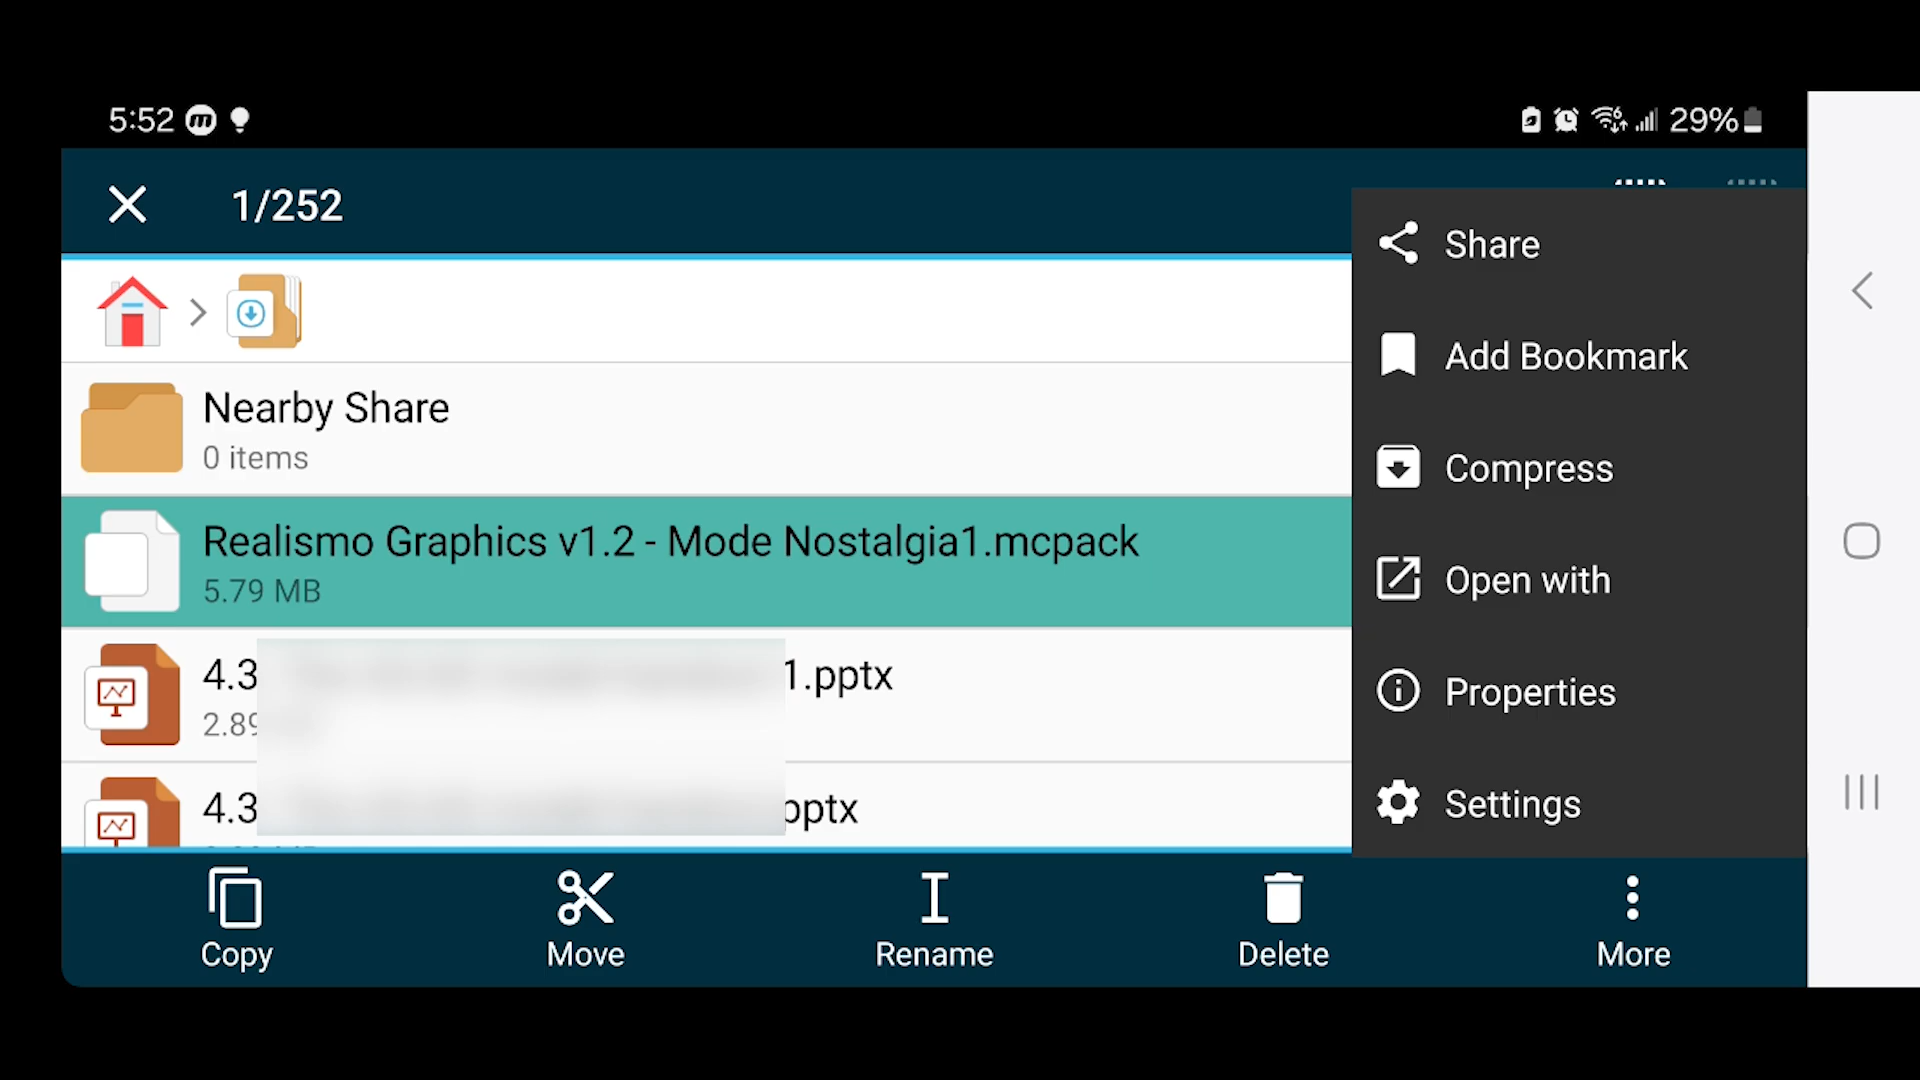 5:52
29%
1/252
Share
Add Bookmark
Compress
Open with
Properties
Settings
Nearby Share
0 items
Realismo Graphics v1.2 - Mode Nostalgia1.mcpack
5.79 MB
4.3
1.pptx
2.89
4.3
pptx
Copy
Move
Rename
Delete
More